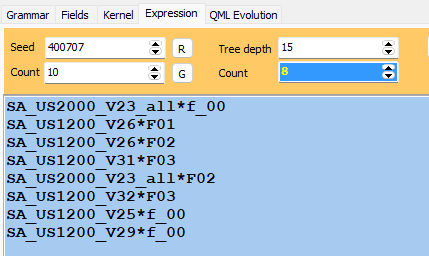 Grammar Fields Kernel Expression QML Evolution
Seed 400707 R Tree depth 15
Count 10 G Count 8
SA_US2000_V23_all*f_00
SA_US1200_V26*F01
SA_US1200_V26*F02
SA_US1200_V31*F03
SA_US2000_V23_all*F02
SA_US1200_V32*F03
SA_US1200_V25*f_00
SA_US1200_V29*f_00